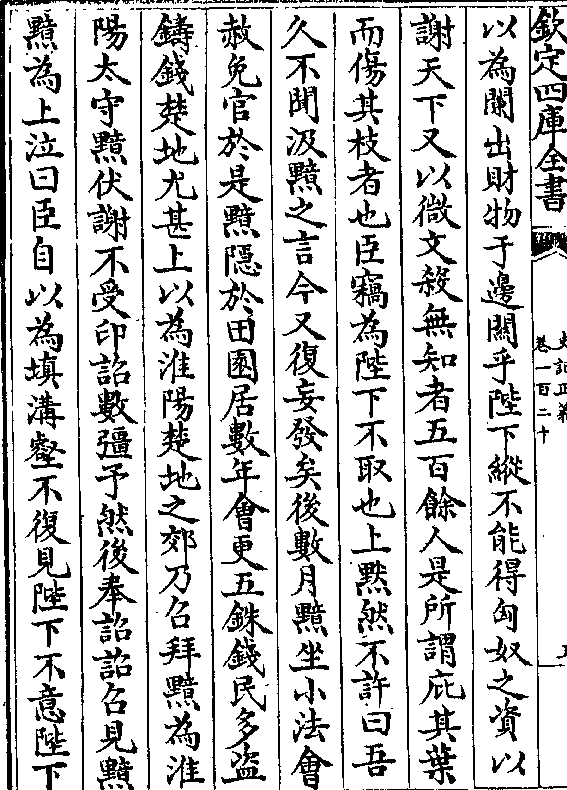 欽定四庫全書
史記正義
卷一百二十
以為闌出財物于邊關乎陛下縱不能得匈奴之資以
謝天下又以微文殺無知者五百餘人是所謂庇其葉
而傷其枝者也臣竊為陛下不取也上黙然不許曰吾
久不聞汲黯之言今又復妄發矣後數月黯坐小法會
赦免官於是黯隱於田園居數年會更五銖錢民多盜
鑄錢楚地尤甚上以為淮陽楚地之郊乃召拜黯為淮
陽太守黯伏謝不受印詔數彊予然後奉詔詔召見黯
黯為上泣曰臣自以為填溝壑不復見陛下不意陛下